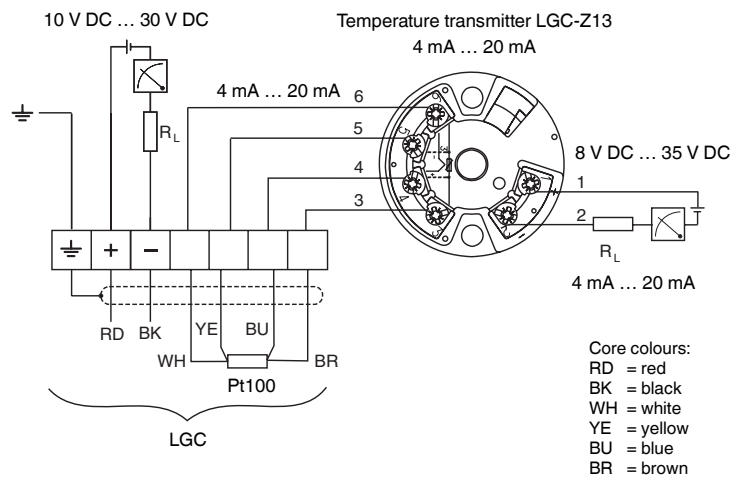 10 V DC ... 30 V DC
Temperature transmitter LGC-Z13
4 mA ... 20 mA
R_L
4 mA ... 20 mA
6
5
4
3
8 V DC ... 35 V DC
1
2
R_L
4 mA ... 20 mA
+ −
RD BK YE BU
WH BR
Pt100
LGC
Core colours:
RD = red
BK = black
WH = white
YE = yellow
BU = blue
BR = brown